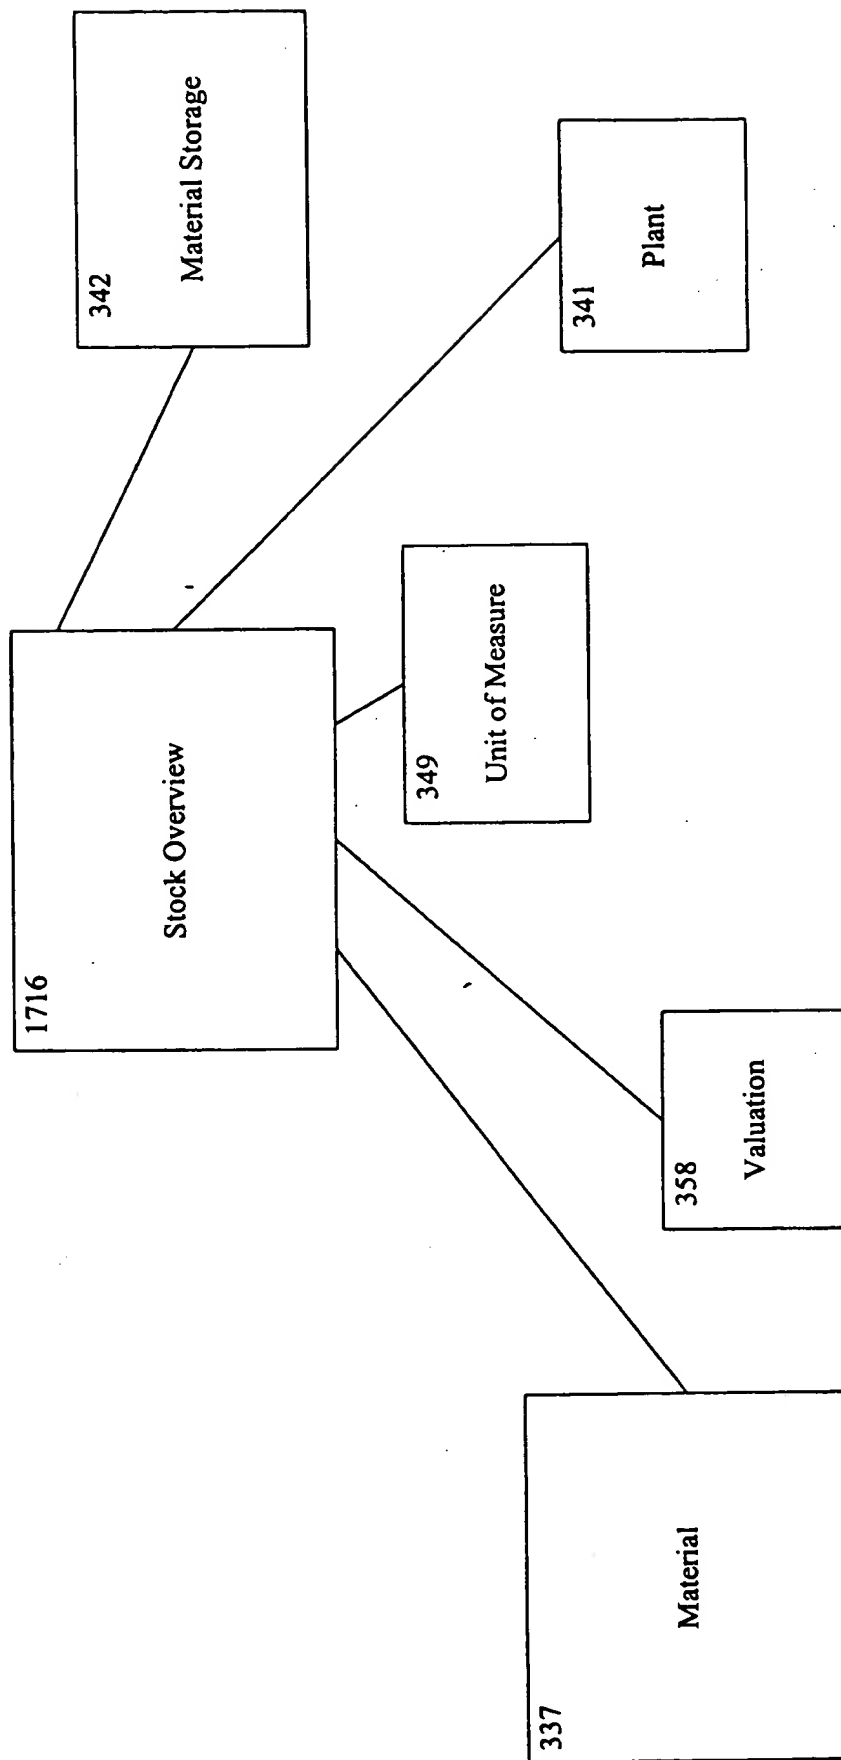 1716
Stock Overview
342
Material Storage
349
Unit of Measure
341
Plant
337
Material
358
Valuation